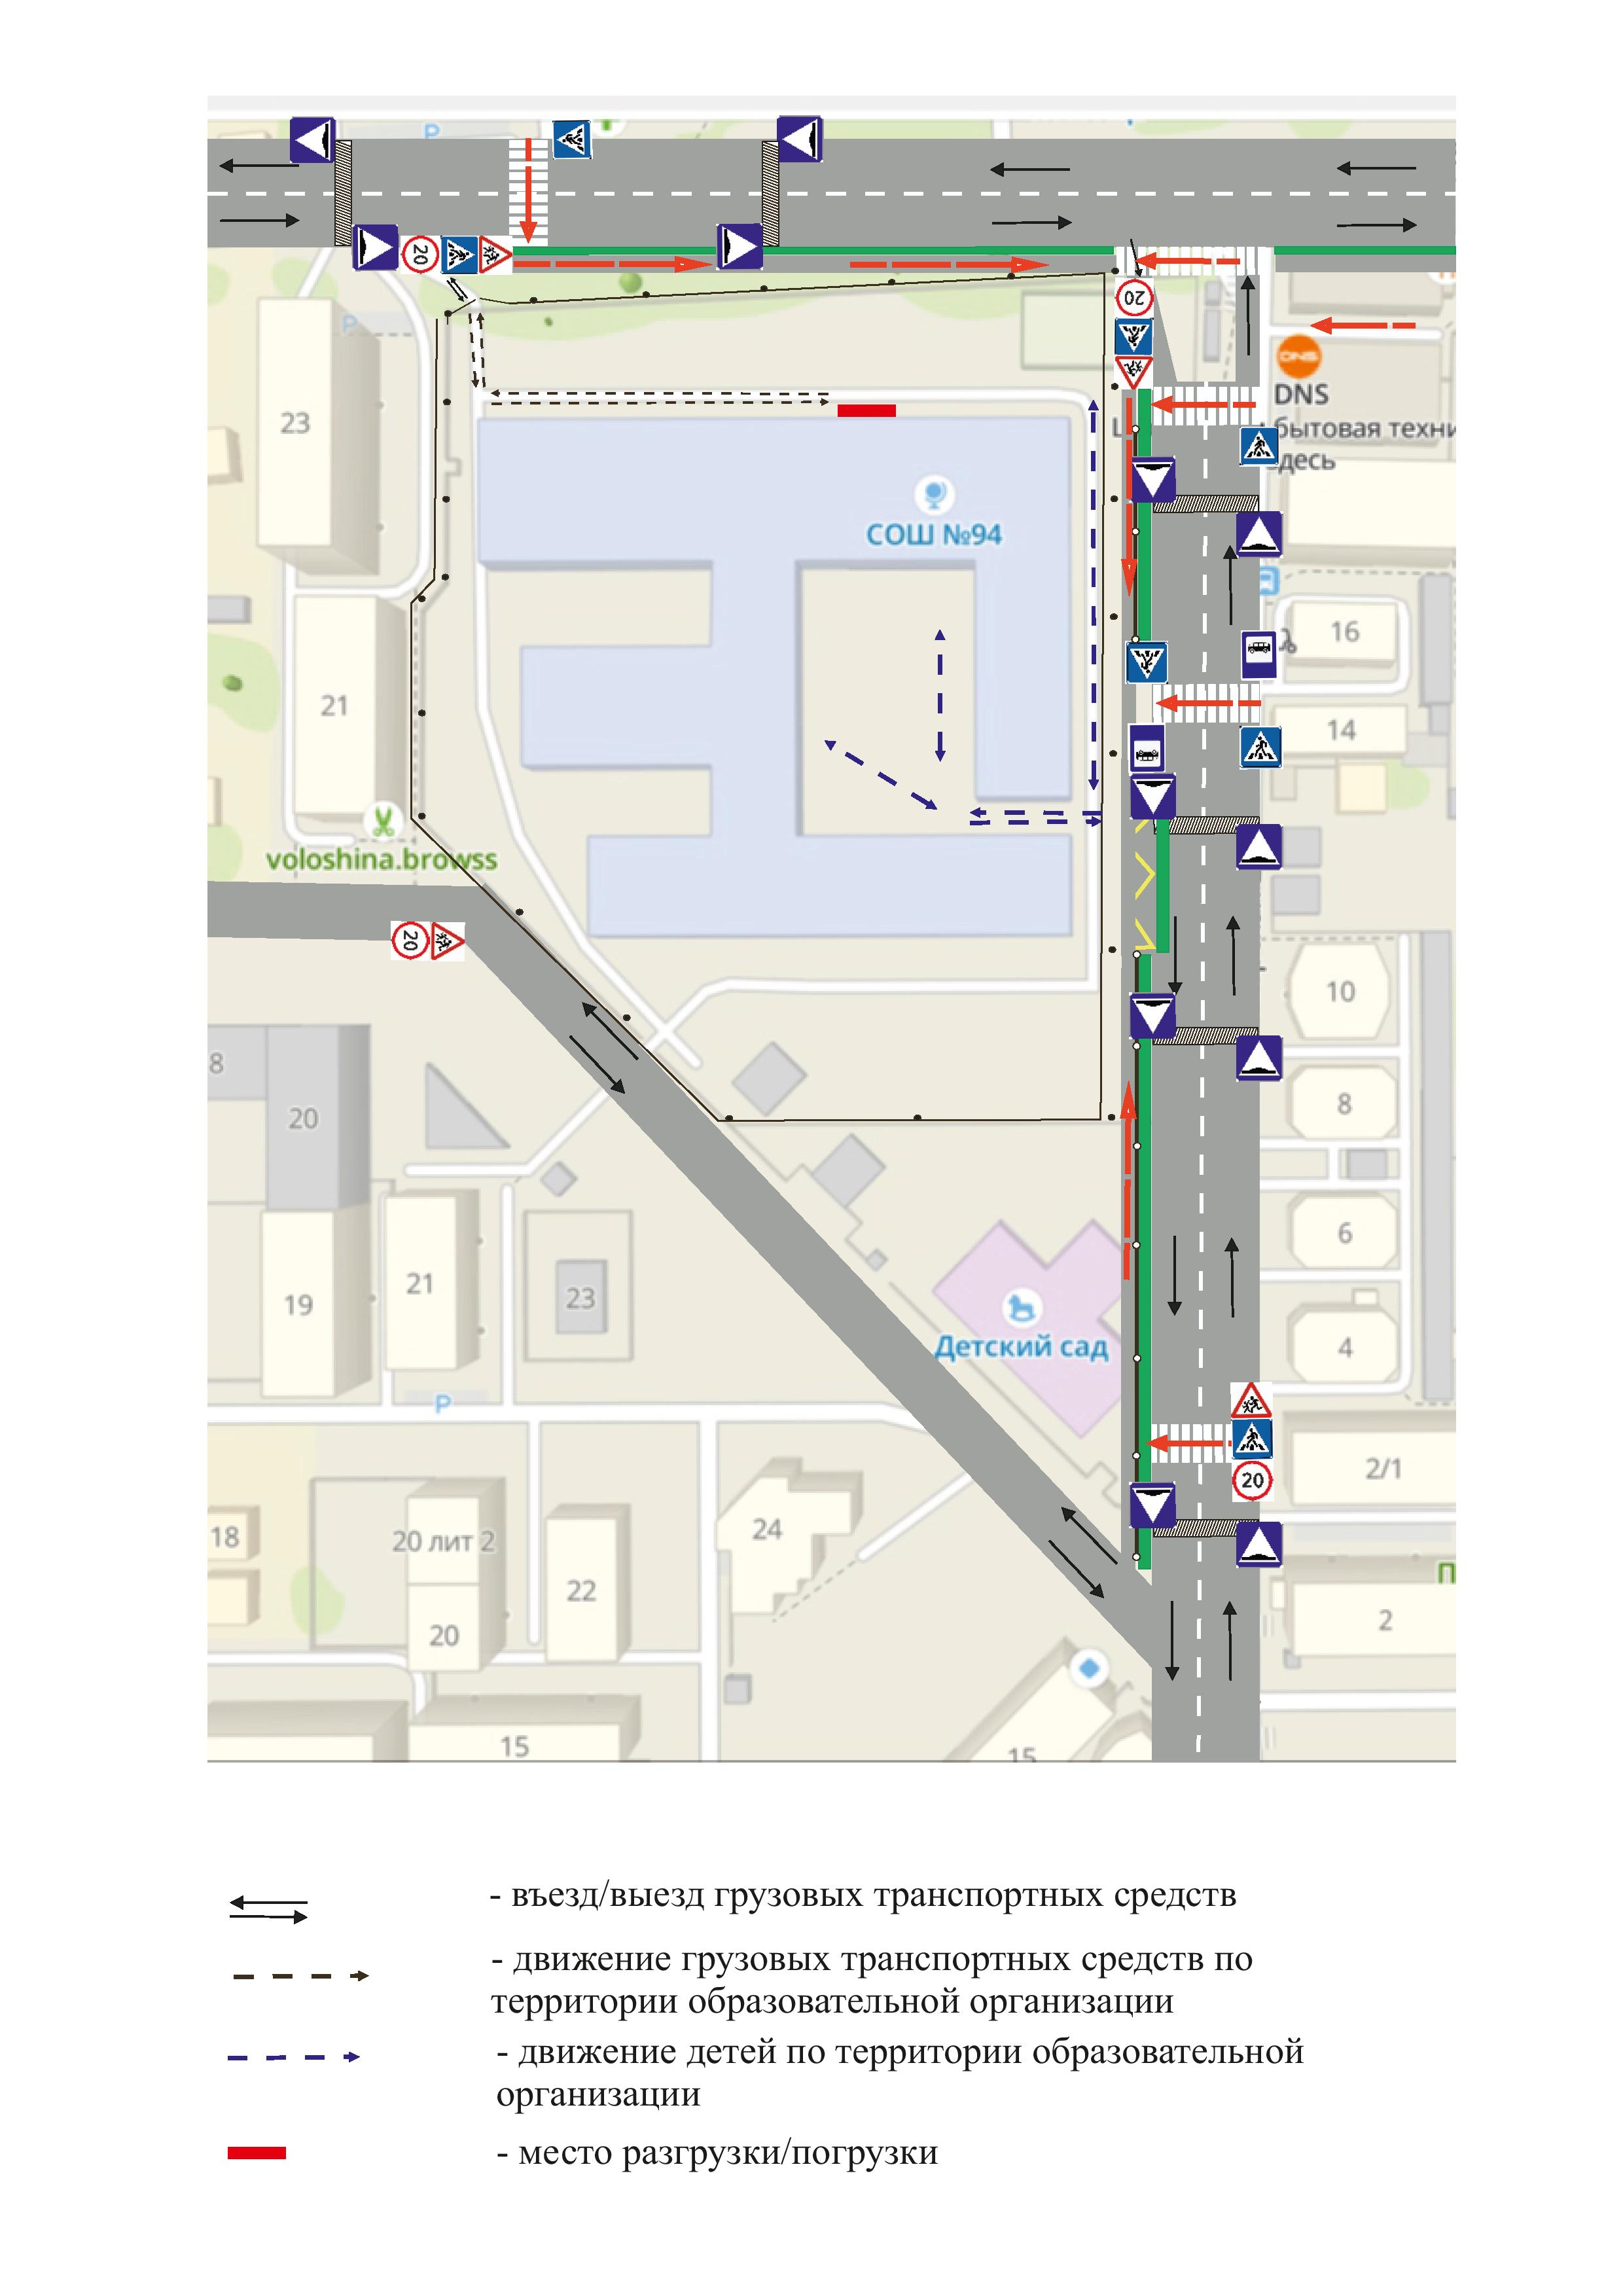 P
20
20
P
23
DNS
DNS
бытовая техни
десь
СОШ №94
16
21
14
voloshina.browss
20
10
8
20
8
6
21
19
23
Детский сад
4
P
2/1
20
18
20 лит 2
24
22
2
20
15
15
- въезд/выезд грузовых транспортных средств
- движение грузовых транспортных средств по
территории образовательной организации
- движение детей по территории образовательной
организации
- место разгрузки/погрузки